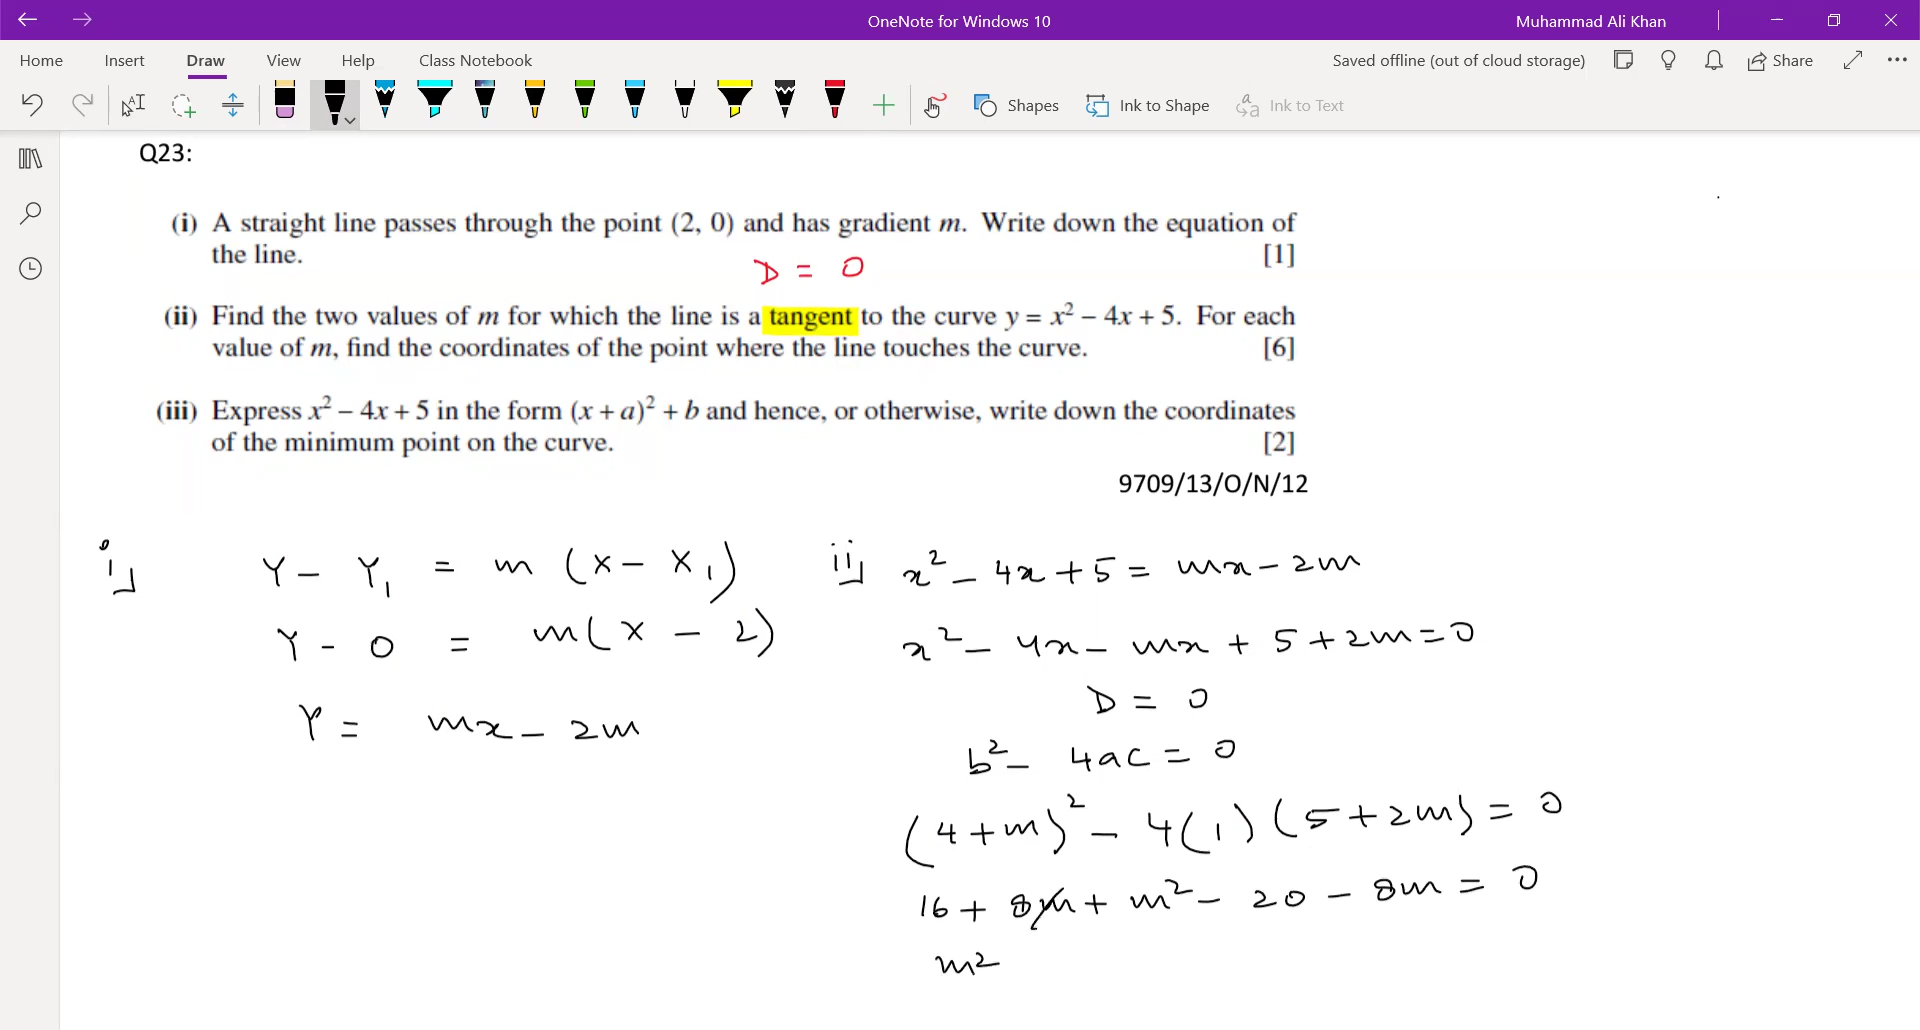 OneNote for Windows 10
Muhammad Ali Khan
Home Insert Draw View Help Class Notebook
Saved offline (out of cloud storage) Share
Shapes Ink to Shape Ink to Text
Q23:
(i) A straight line passes through the point (2, 0) and has gradient m. Write down the equation of
the line. [1]
D = 0
(ii) Find the two values of m for which the line is a tangent to the curve y = x² – 4x + 5. For each
value of m, find the coordinates of the point where the line touches the curve. [6]
(iii) Express x² – 4x + 5 in the form (x + a)² + b and hence, or otherwise, write down the coordinates
of the minimum point on the curve. [2]
9709/13/O/N/12
i
Y - Y₁ = m (x - x₁)
Y - 0 = m(x - 2)
Y = mx - 2m
ii
x² - 4x + 5 = mx - 2m
x² - 4x - mx + 5 + 2m = 0
D = 0
b² - 4ac = 0
(4 + m)² - 4(1)(5 + 2m) = 0
16 + 8m + m² - 20 - 8m = 0
m²